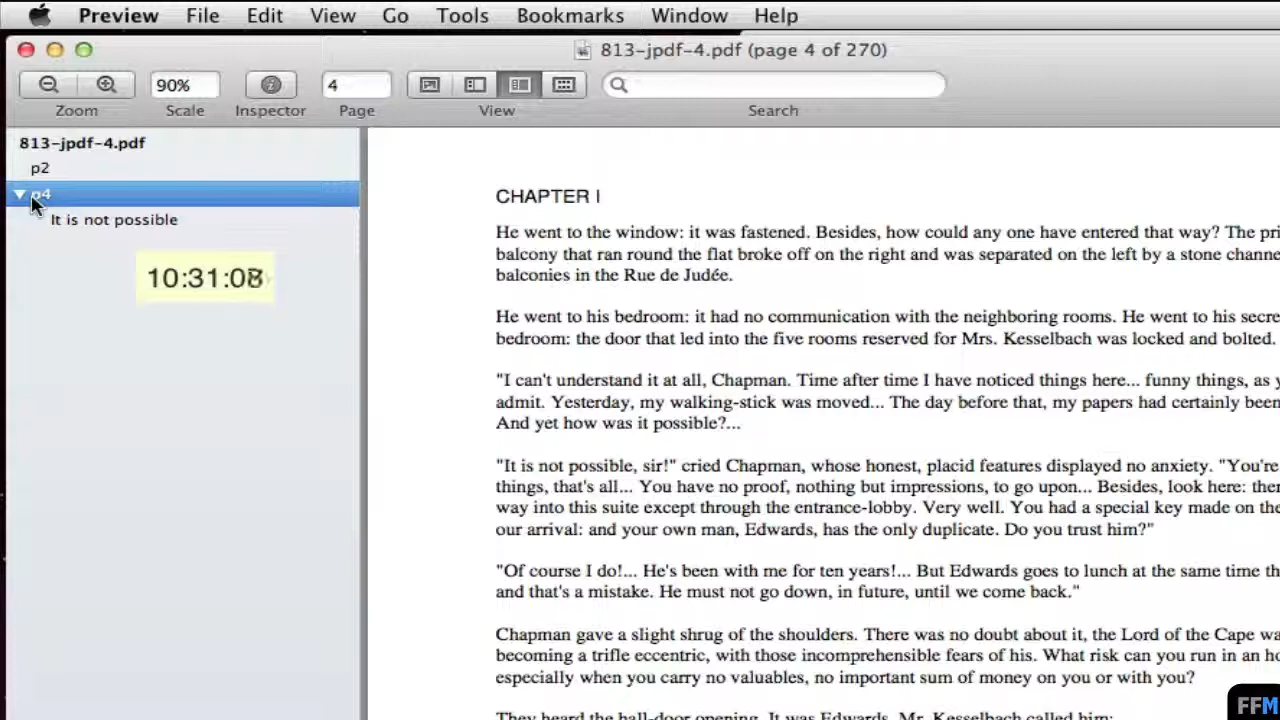 Preview File Edit View Go Tools Bookmarks Window Help
813-jpdf-4.pdf (page 4 of 270)
90%
4
Zoom Scale Inspector Page View Search
813-jpdf-4.pdf
p2
p4
It is not possible
10:31:08
CHAPTER I
He went to the window: it was fastened. Besides, how could any one have entered that way? The pri
balcony that ran round the flat broke off on the right and was separated on the left by a stone channe
balconies in the Rue de Judée.
He went to his bedroom: it had no communication with the neighboring rooms. He went to his secre
bedroom: the door that led into the five rooms reserved for Mrs. Kesselbach was locked and bolted.
"I can't understand it at all, Chapman. Time after time I have noticed things here... funny things, as y
admit. Yesterday, my walking-stick was moved... The day before that, my papers had certainly been
And yet how was it possible?...
"It is not possible, sir!" cried Chapman, whose honest, placid features displayed no anxiety. "You're
things, that's all... You have no proof, nothing but impressions, to go upon... Besides, look here: ther
way into this suite except through the entrance-lobby. Very well. You had a special key made on the
our arrival: and your own man, Edwards, has the only duplicate. Do you trust him?"
"Of course I do!... He's been with me for ten years!... But Edwards goes to lunch at the same time th
and that's a mistake. He must not go down, in future, until we come back."
Chapman gave a slight shrug of the shoulders. There was no doubt about it, the Lord of the Cape wa
becoming a trifle eccentric, with those incomprehensible fears of his. What risk can you run in an ho
especially when you carry no valuables, no important sum of money on you or with you?
They heard the hall-door opening. It was Edwards. Mr. Kesselbach called him:
FFM